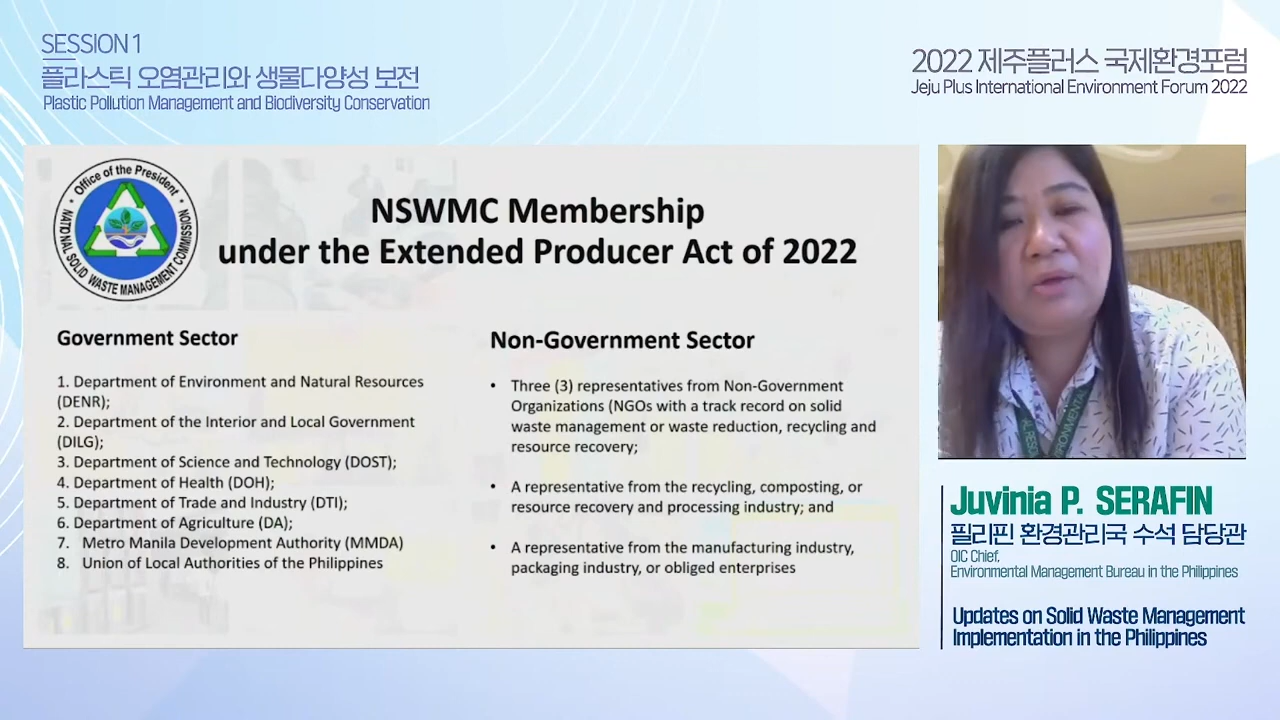 SESSION 1
플라스틱 오염관리와 생물다양성 보전
Plastic Pollution Management and Biodiversity Conservation
2022 제주플러스 국제환경포럼
Jeju Plus International Environment Forum 2022
Office of the President
NATIONAL SOLID WASTE MANAGEMENT COMMISSION
NSWMC Membership
under the Extended Producer Act of 2022
Government Sector
1. Department of Environment and Natural Resources
(DENR);
2. Department of the Interior and Local Government
(DILG);
3. Department of Science and Technology (DOST);
4. Department of Health (DOH);
5. Department of Trade and Industry (DTI);
6. Department of Agriculture (DA);
7. Metro Manila Development Authority (MMDA)
8. Union of Local Authorities of the Philippines
Non-Government Sector
• Three (3) representatives from Non-Government
Organizations (NGOs with a track record on solid
waste management or waste reduction, recycling and
resource recovery;
• A representative from the recycling, composting, or
resource recovery and processing industry; and
• A representative from the manufacturing industry,
packaging industry, or obliged enterprises
Juvinia P. SERAFIN
필리핀 환경관리국 수석 담당관
OIC Chief,
Environmental Management Bureau in the Philippines
Updates on Solid Waste Management
Implementation in the Philippines